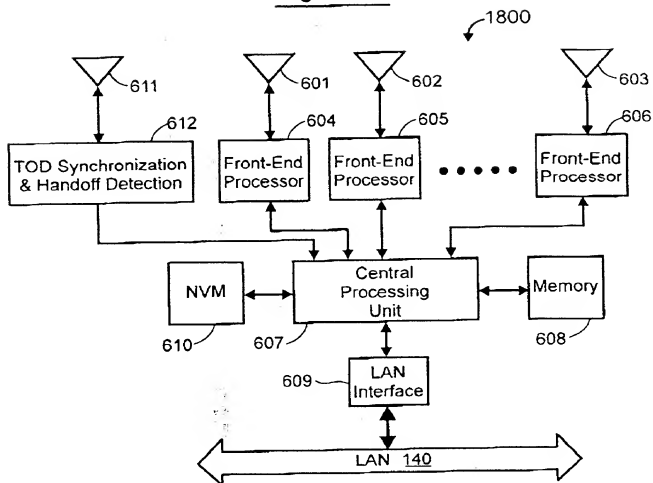 1800
611
601
602
603
612
604
605
606
TOD Synchronization
& Handoff Detection
Front-End
Processor
Front-End
Processor
Front-End
Processor
NVM
Central
Processing
Unit
Memory
610
607
608
609
LAN
Interface
LAN 140